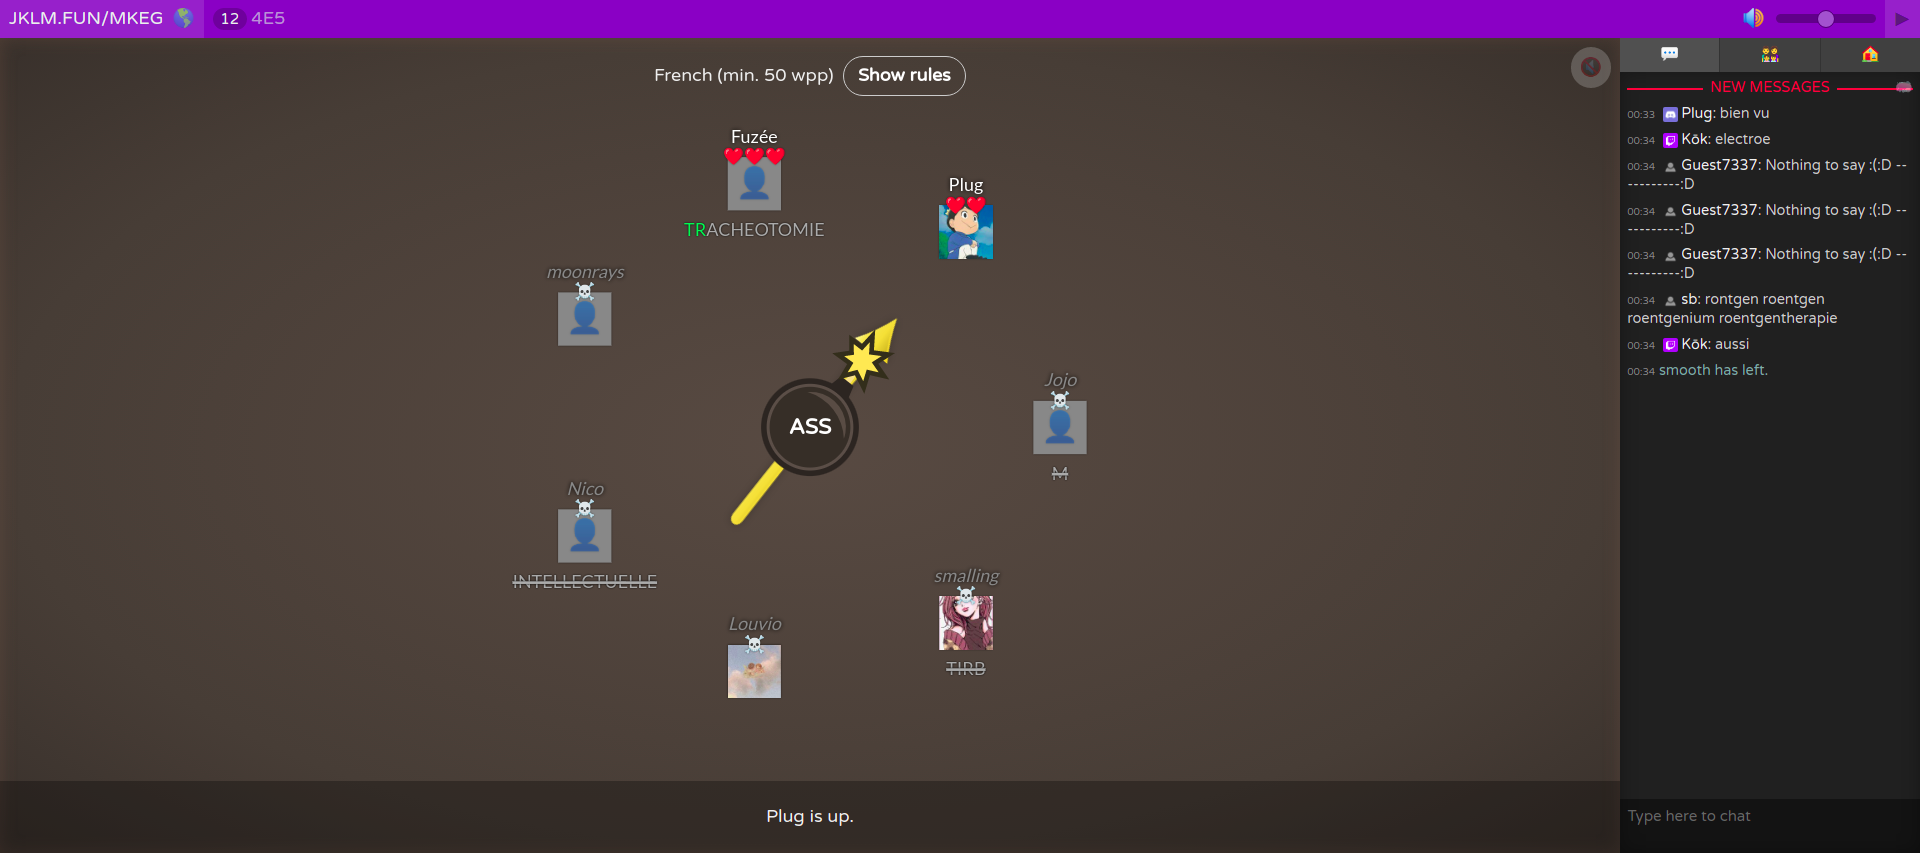 JKLM.FUN/MKEG
12 4E5
French (min. 50 wpp) Show rules
Fuzée
TRACHEOTOMIE
Plug
moonrays
Jojo
M
ASS
Nico
INTELLECTUELLE
smalling
TIRB
Louvio
Plug is up.
NEW MESSAGES
00:33 Plug: bien vu
00:34 Kōk: electroe
00:34 Guest7337: Nothing to say :(:D --
----------:D
00:34 Guest7337: Nothing to say :(:D --
----------:D
00:34 Guest7337: Nothing to say :(:D --
----------:D
00:34 sb: rontgen roentgen
roentgenium roentgentherapie
00:34 Kōk: aussi
00:34 smooth has left.
Type here to chat